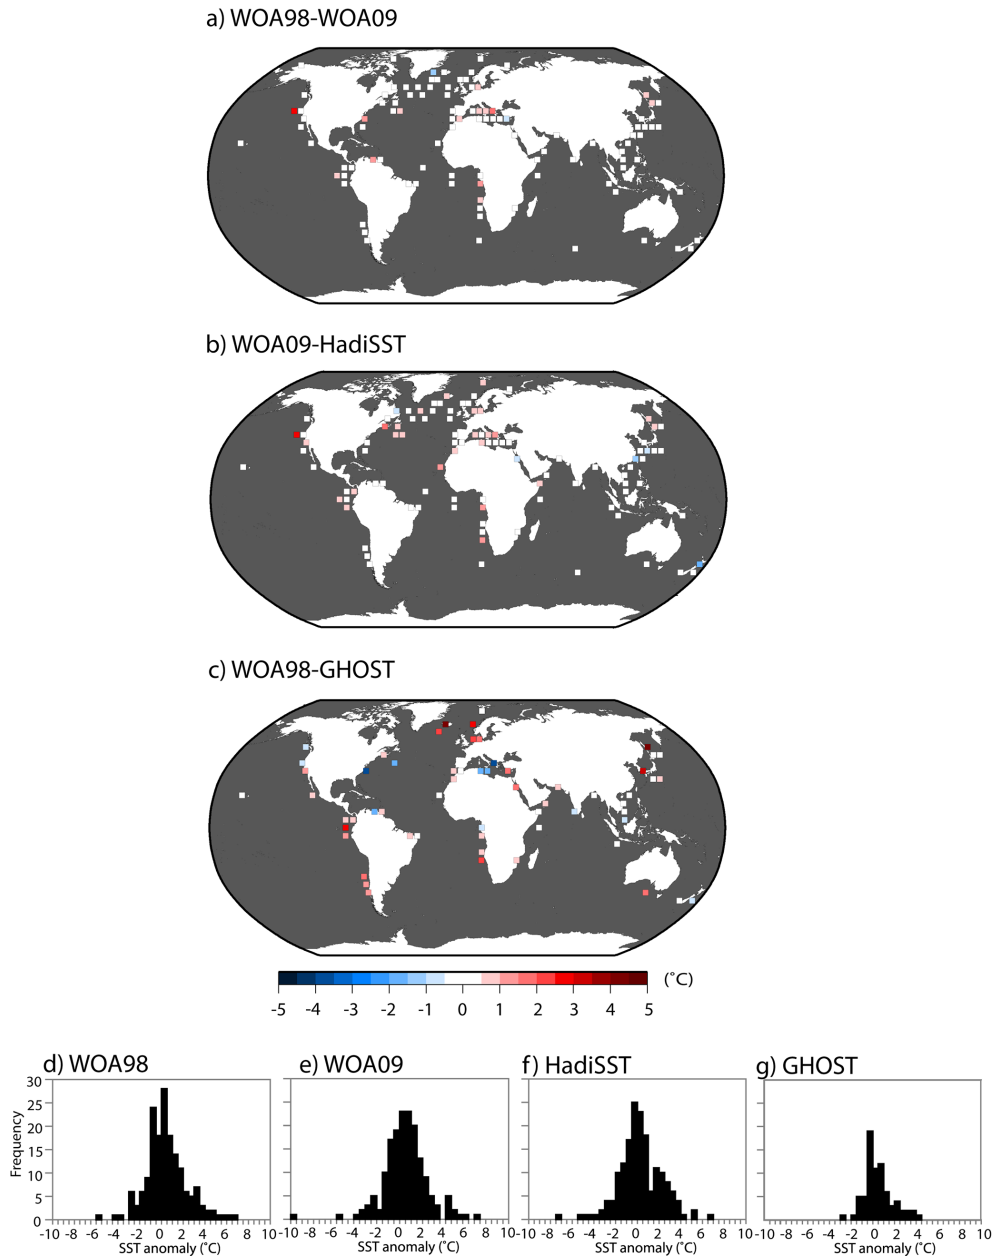 a) WOA98-WOA09
b) WOA09-HadiSST
c) WOA98-GHOST
(˚C)
-5 -4 -3 -2 -1 0 1 2 3 4 5
d) WOA98 e) WOA09 f) HadiSST g) GHOST
30
25
20
15
10
5
0
Frequency
-10 -8 -6 -4 -2 0 2 4 6 8 10 -10 -8 -6 -4 -2 0 2 4 6 8 10 -10 -8 -6 -4 -2 0 2 4 6 8 10 -10 -8 -6 -4 -2 0 2 4 6 8 10
SST anomaly (˚C) SST anomaly (˚C) SST anomaly (˚C) SST anomaly (˚C)